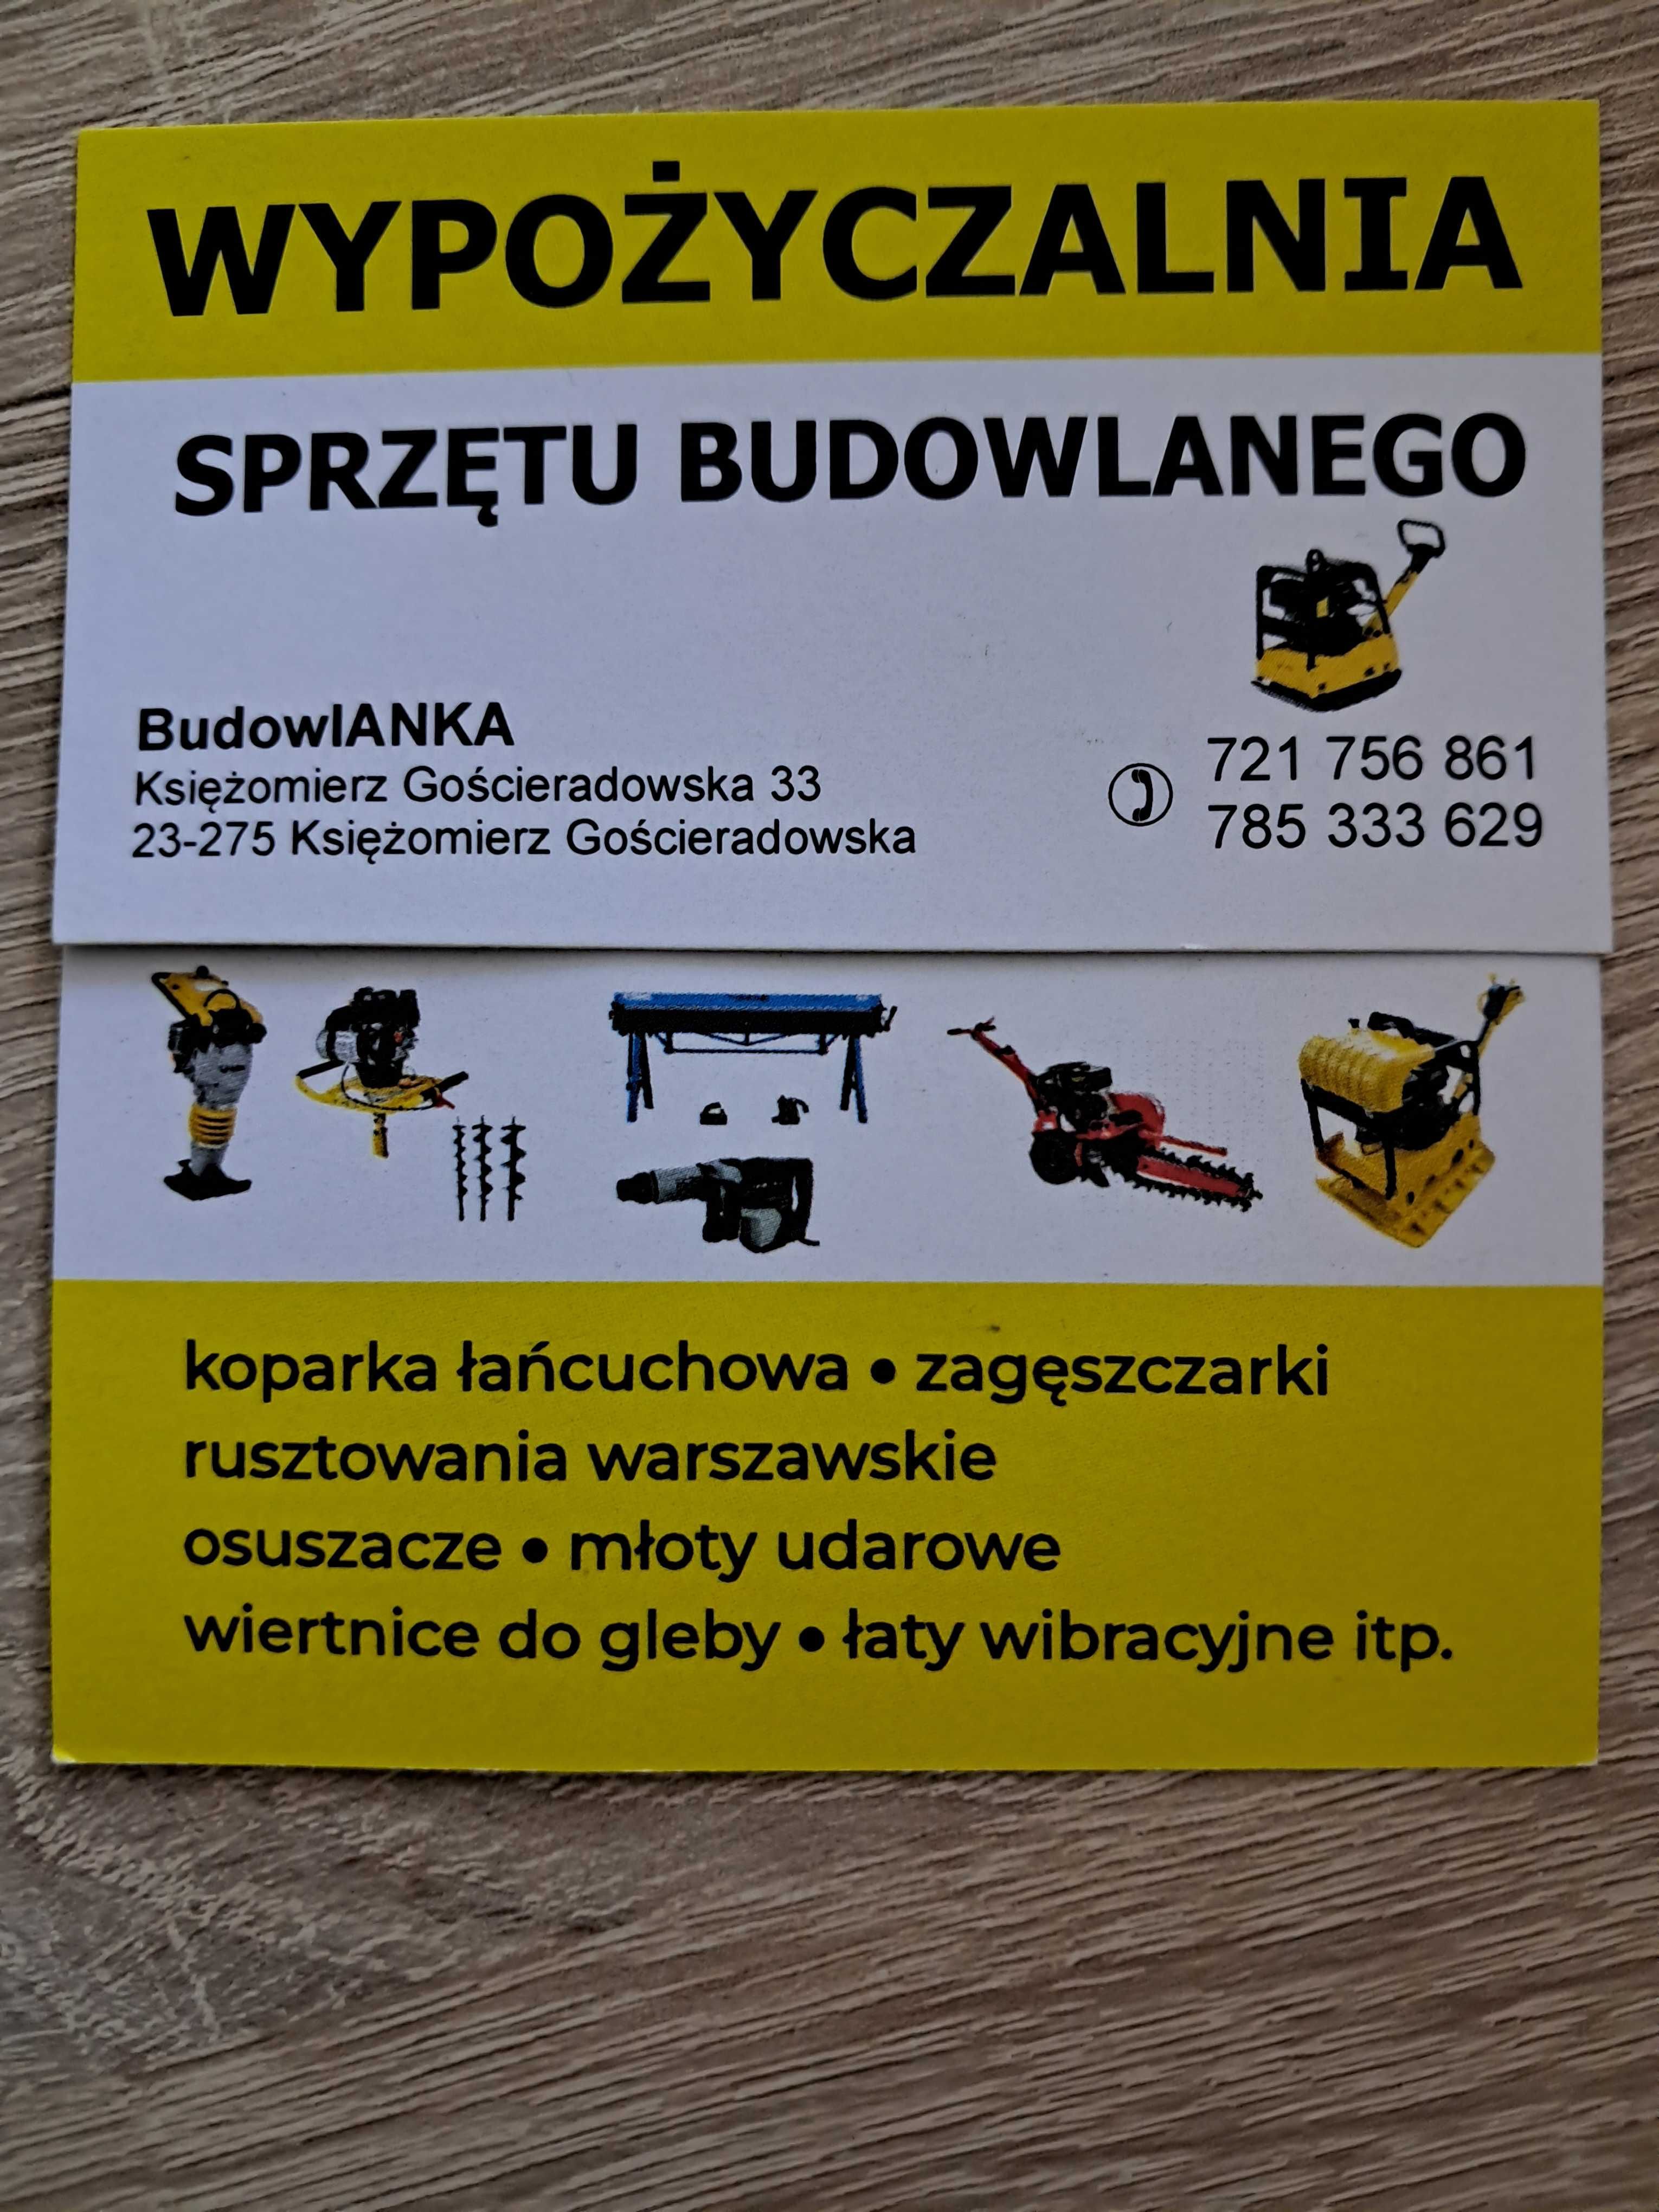 WYPOŻYCZALNIA
SPRZĘTU BUDOWLANEGO
BudowlANKA
Księżomierz Gościeradowska 33
23-275 Księżomierz Gościeradowska
721 756 861
785 333 629
koparka łańcuchowa • zagęszczarki
rusztowania warszawskie
osuszacze • młoty udarowe
wiertnice do gleby • łaty wibracyjne itp.